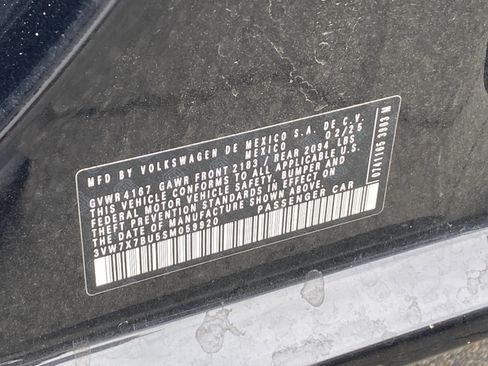 MFD BY VOLKSWAGEN DE MEXICO S.A. DE C.V.
MEXICO 02/25
GVWR 4167 GAWR FRONT 2183 / REAR 2094 LBS
THIS VEHICLE CONFORMS TO ALL APPLICABLE U.S.
FEDERAL MOTOR VEHICLE SAFETY, BUMPER AND
THEFT PREVENTION STANDARDS IN EFFECT ON
THE DATE OF MANUFACTURE SHOWN ABOVE.
3VW7X7BU5SM059920 PASSENGER CAR